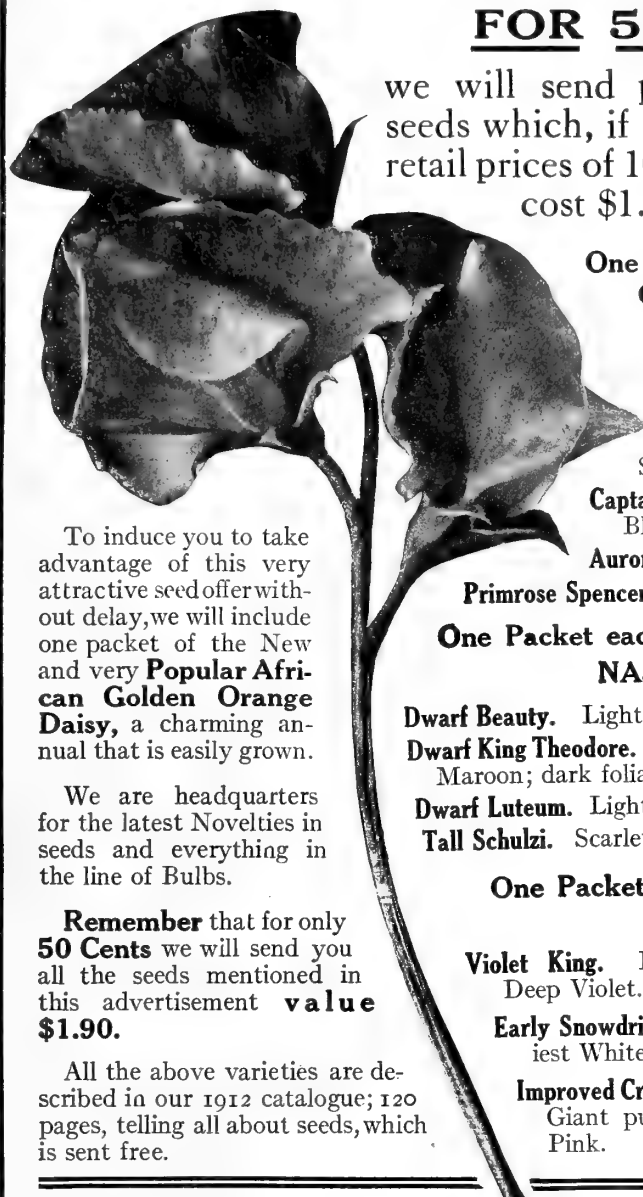 FOR 5
we will send
seeds which, if
retail prices of 1
cost $1.
One
Capta
Bl
Auror
Primrose Spencer
One Packet eac
NA
Dwarf Beauty. Light
Dwarf King Theodore.
Maroon; dark folia
Dwarf Luteum. Light
Tall Schulzi. Scarle
One Packet
Violet King.
Deep Violet.
Early Snowdri
iest White
Improved Cr
Giant pu
Pink.
To induce you to take
advantage of this very
attractive seed offer with-
out delay, we will include
one packet of the New
and very Popular Afri-
can Golden Orange
Daisy, a charming an-
nual that is easily grown.
We are headquarters
for the latest Novelties in
seeds and everything in
the line of Bulbs.
Remember that for only
50 Cents we will send you
all the seeds mentioned in
this advertisement value
$1.90.
All the above varieties are de-
scribed in our 1912 catalogue; 120
pages, telling all about seeds, which
is sent free.